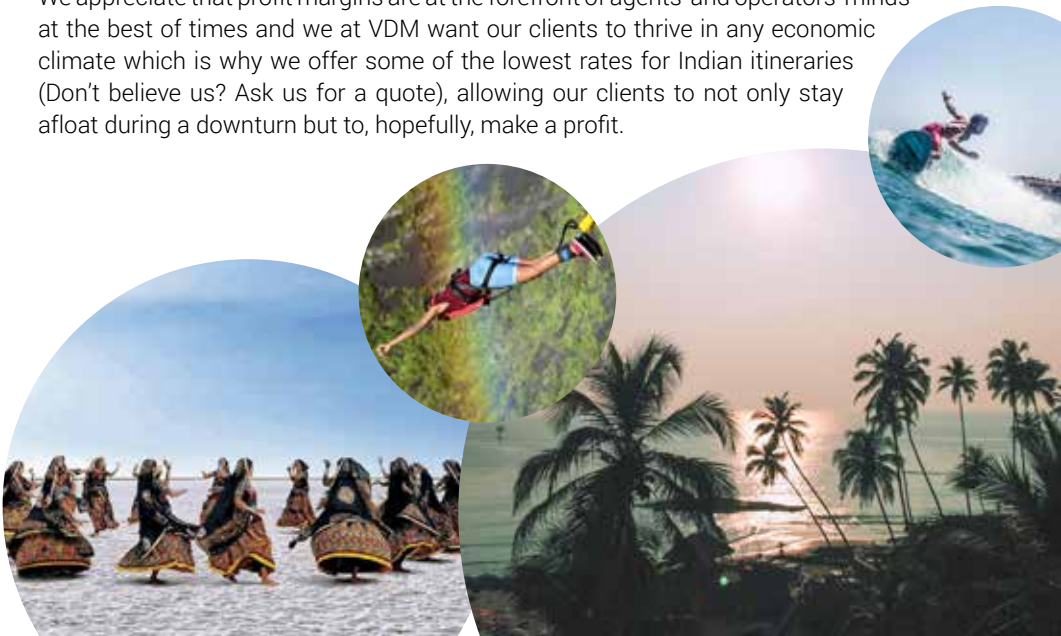 We appreciate that profit margins are at the forefront of agents' and operators' minds
at the best of times and we at VDM want our clients to thrive in any economic
climate which is why we offer some of the lowest rates for Indian itineraries
(Don't believe us? Ask us for a quote), allowing our clients to not only stay
afloat during a downturn but to, hopefully, make a profit.